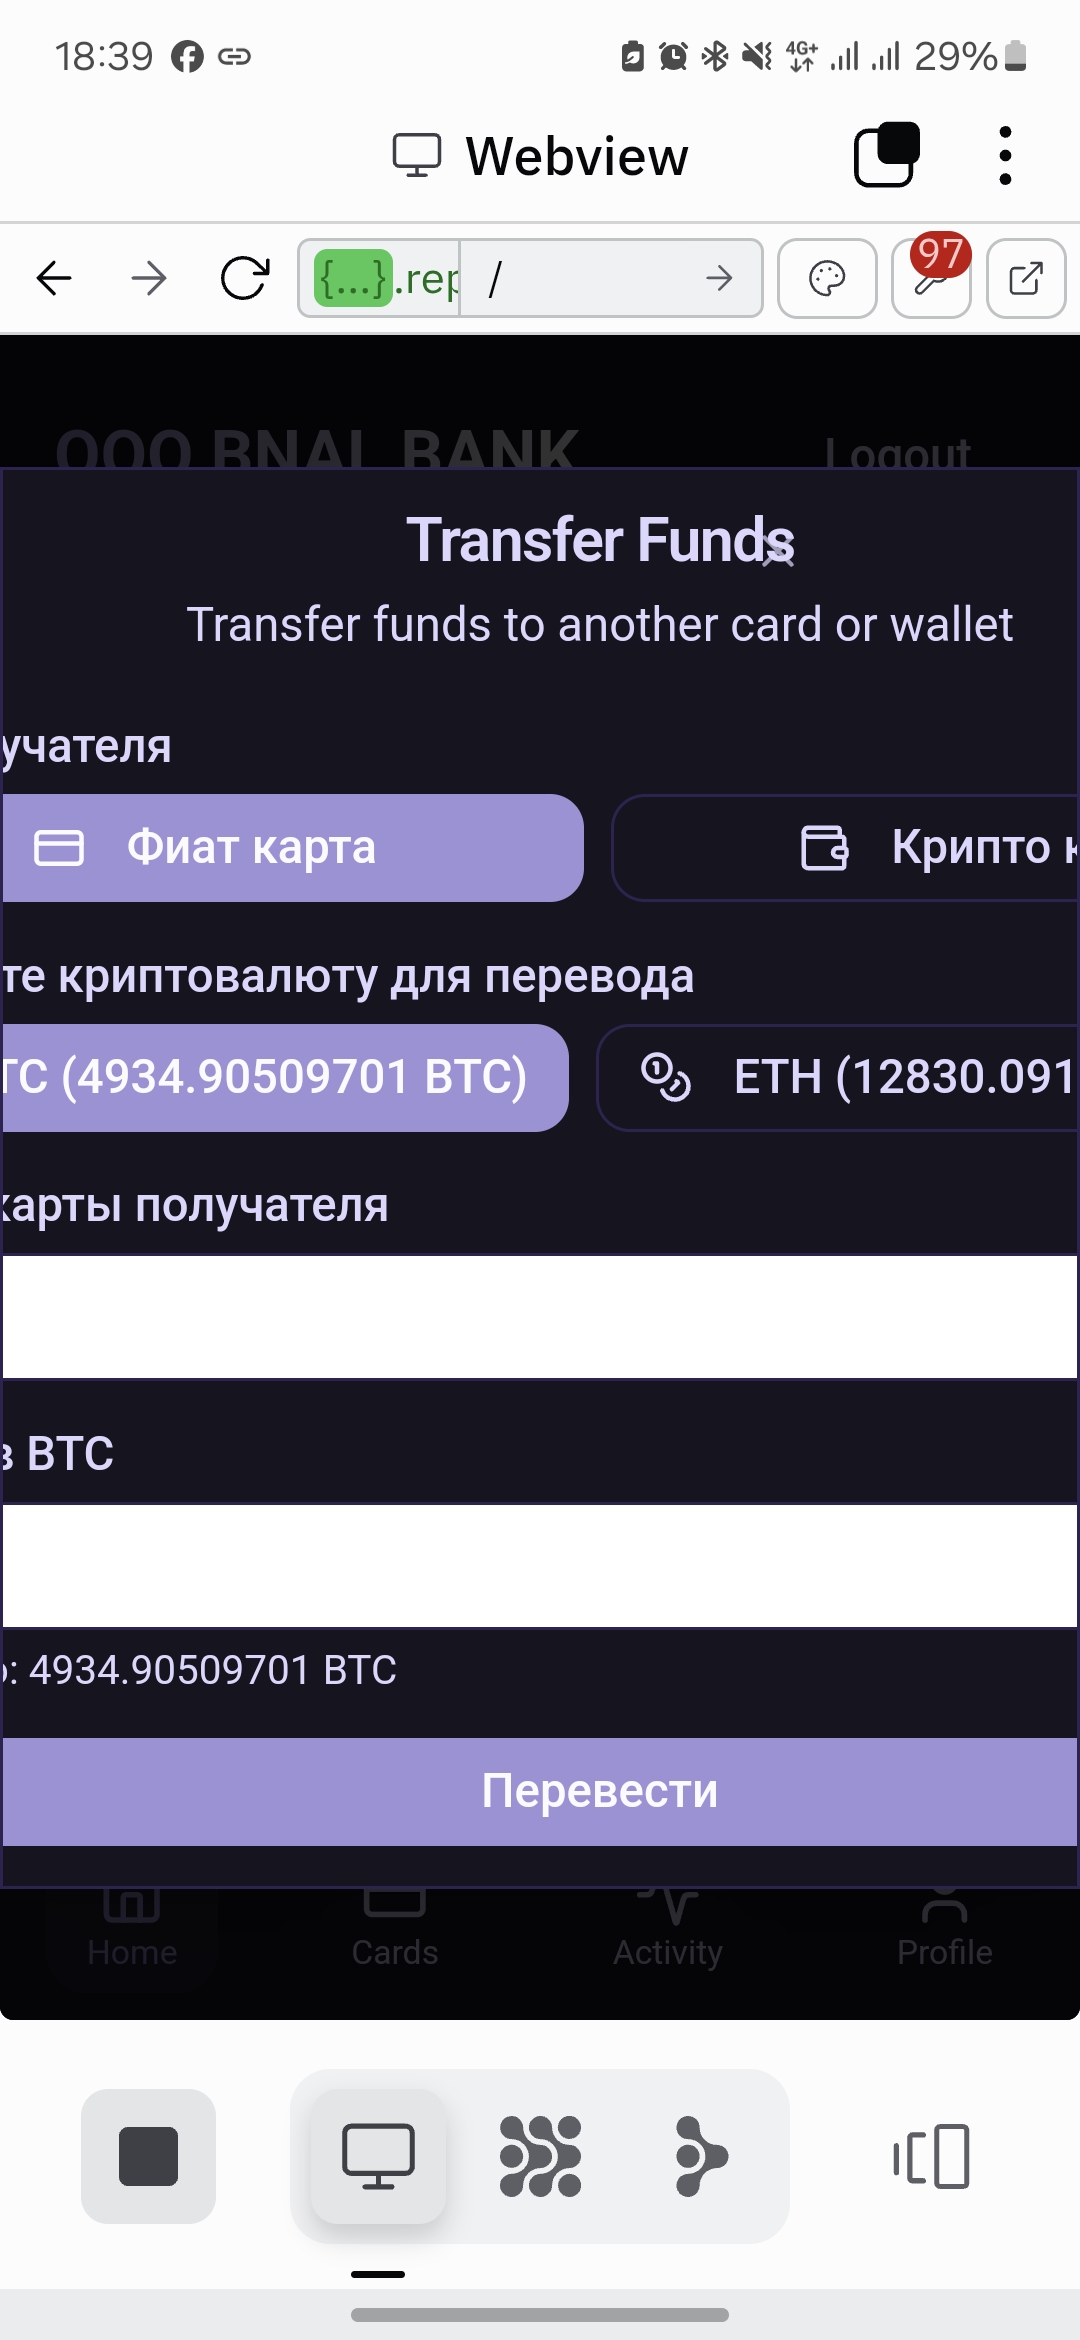 18:39 4G+ 29%
Webview
{...}.rep / 97
OOO BNAL BANK Logout
Transfer Funds
Transfer funds to another card or wallet
учателя
Фиат карта Крипто к
те криптовалюту для перевода
TC (4934.90509701 BTC) ETH (12830.091
карты получателя
в BTC
о: 4934.90509701 BTC
Перевести
Home Cards Activity Profile